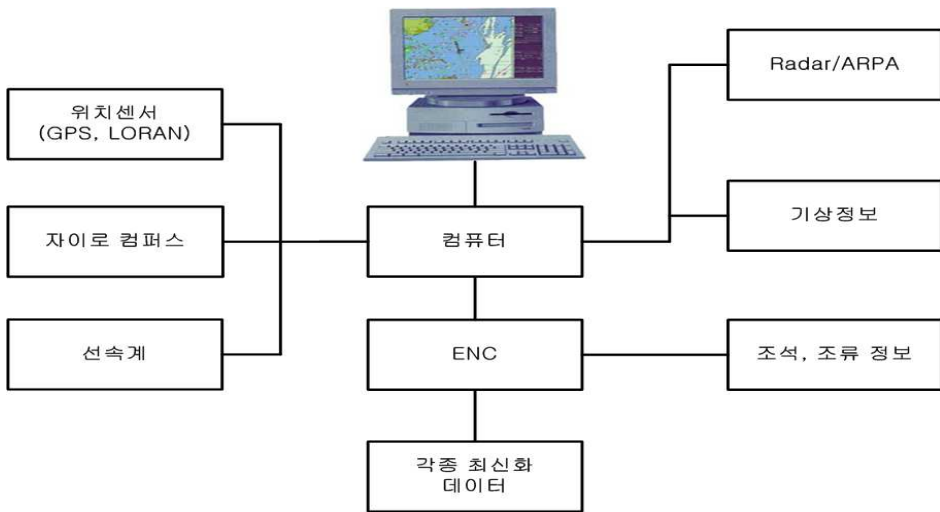 Radar/ARPA
위치센서
(GPS, LORAN)
자이로 컴퍼스
컴퓨터
기상정보
선속계
ENC
조석, 조류 정보
각종 최신화
데이터